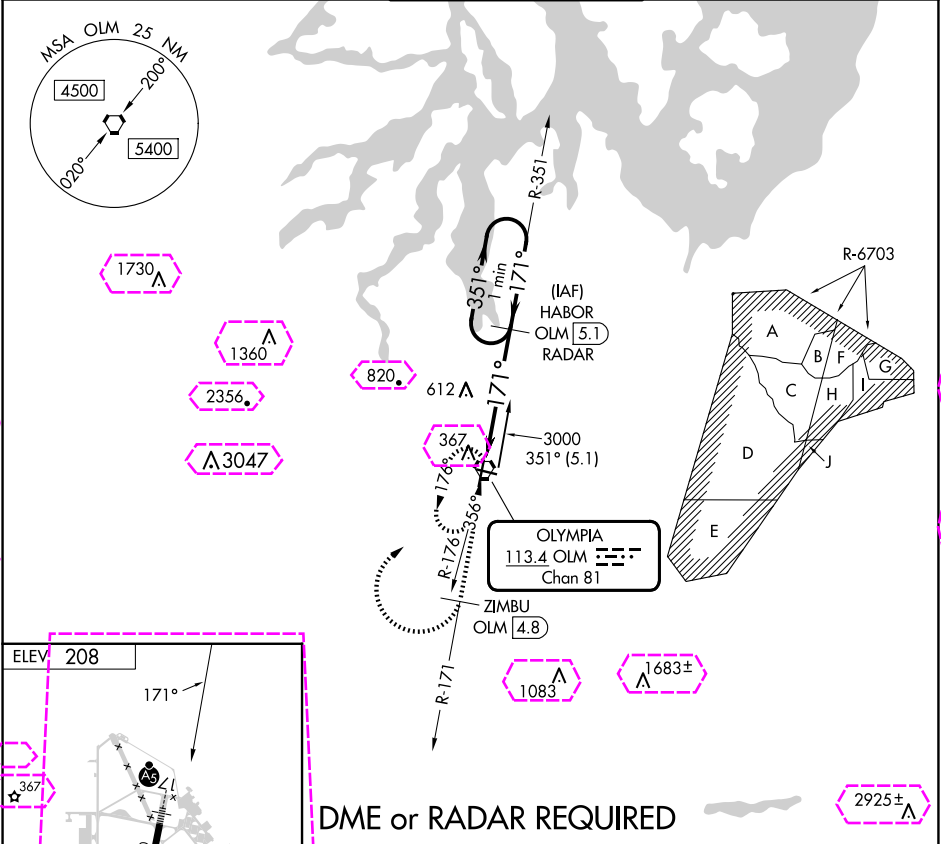 MSA OLM 25 NM
4500
200°
5400
020°
R-351
1730
351°
1 min
171°
(IAF)
HABOR
OLM 5.1
RADAR
R-6703
A
B
F
G
C
H
I
J
D
E
1360
820
612
2356
171°
367
3000
351° (5.1)
3047
176°
356°
R-176
OLYMPIA
113.4 OLM
Chan 81
ZIMBU
OLM 4.8
R-171
1083
1683±
ELEV 208
171°
A5
17
367
DME or RADAR REQUIRED
2925±